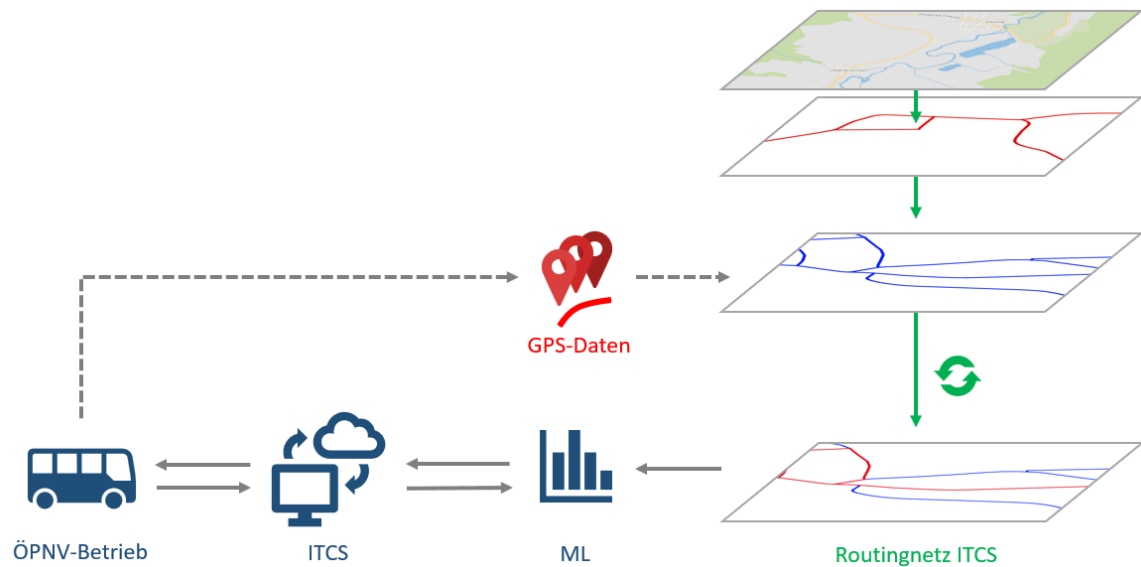 GPS-Daten
ÖPNV-Betrieb
ITCS
ML
Routingnetz ITCS